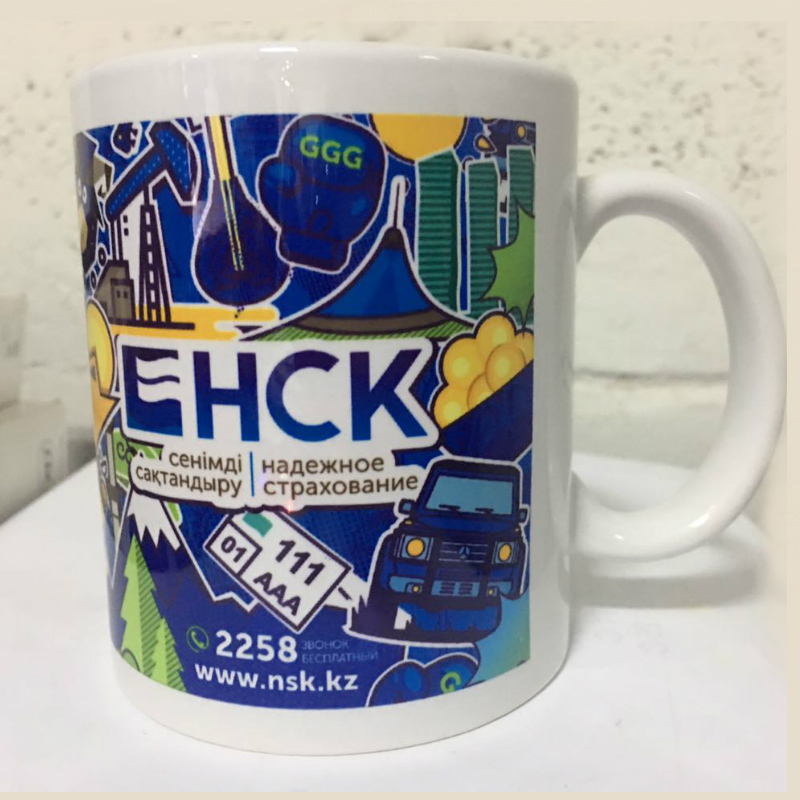 GGG
ЕНСК
сенімді
сақтандыру
надежное
страхование
111
01
AAA
2258
ЗВОНОК
БЕСПЛАТНЫЙ
www.nsk.kz
G